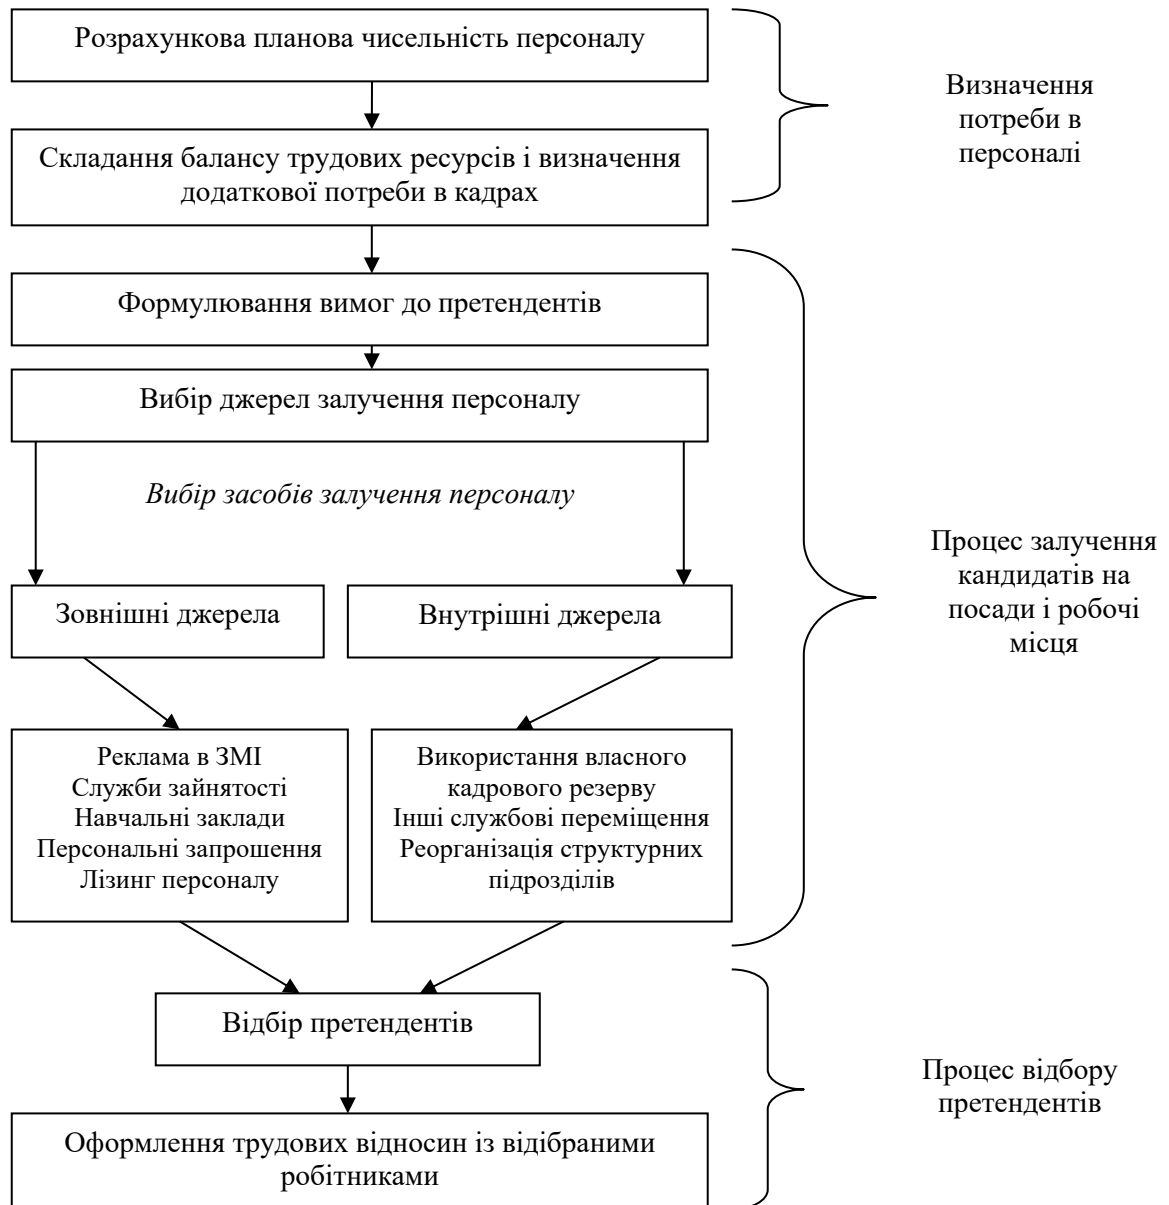 Розрахункова планова чисельність персоналу
Визначення
потреби в
персоналі
Складання балансу трудових ресурсів і визначення
додаткової потреби в кадрах
Формулювання вимог до претендентів
Вибір джерел залучення персоналу
Вибір засобів залучення персоналу
Процес залучення
кандидатів на
посади і робочі
місця
Зовнішні джерела
Внутрішні джерела
Реклама в ЗМІ
Служби зайнятості
Навчальні заклади
Персональні запрошення
Лізинг персоналу
Використання власного
кадрового резерву
Інші службові переміщення
Реорганізація структурних
підрозділів
Відбір претендентів
Процес відбору
претендентів
Оформлення трудових відносин із відібраними
робітниками